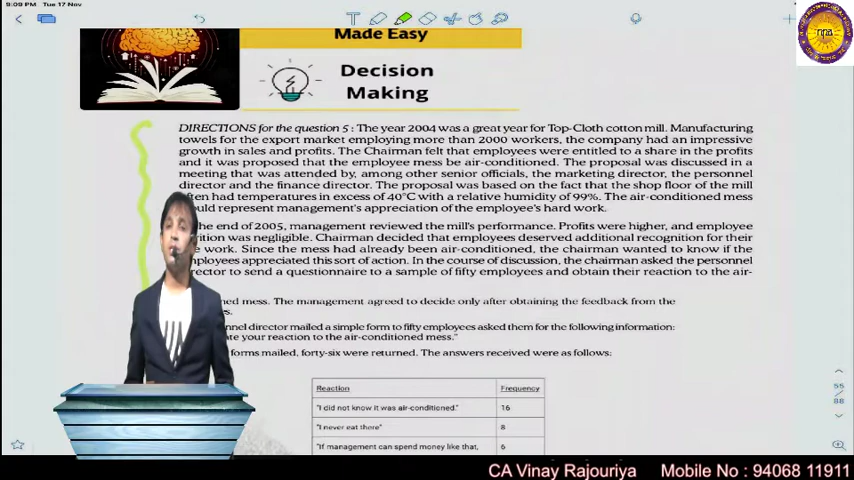 9:09 PM Tue 17 Nov
Made Easy
Decision
Making
DIRECTIONS for the question 5 : The year 2004 was a great year for Top-Cloth cotton mill. Manufacturing
towels for the export market employing more than 2000 workers, the company had an impressive
growth in sales and profits. The Chairman felt that employees were entitled to a share in the profits
and it was proposed that the employee mess be air-conditioned. The proposal was discussed in a
meeting that was attended by, among other senior officials, the marketing director, the personnel
director and the finance director. The proposal was based on the fact that the shop floor of the mill
often had temperatures in excess of 40°C with a relative humidity of 99%. The air-conditioned mess
would represent management's appreciation of the employee's hard work.
the end of 2005, management reviewed the mill's performance. Profits were higher, and employee
negligible. Chairman decided that employees deserved additional recognition for their
work. Since the mess had already been air-conditioned, the chairman wanted to know if the
employees appreciated this sort of action. In the course of discussion, the chairman asked the personnel
director to send a questionnaire to a sample of fifty employees and obtain their reaction to the air-
mess. The management agreed to decide only after obtaining the feedback from the
director mailed a simple form to fifty employees asked them for the following information:
your reaction to the air-conditioned mess."
forms mailed, forty-six were returned. The answers received were as follows:
Reaction Frequency
"I did not know it was air-conditioned." 16
"I never eat there" 8
"If management can spend money like that, 6
55
88
CA Vinay Rajouriya Mobile No : 94068 11911